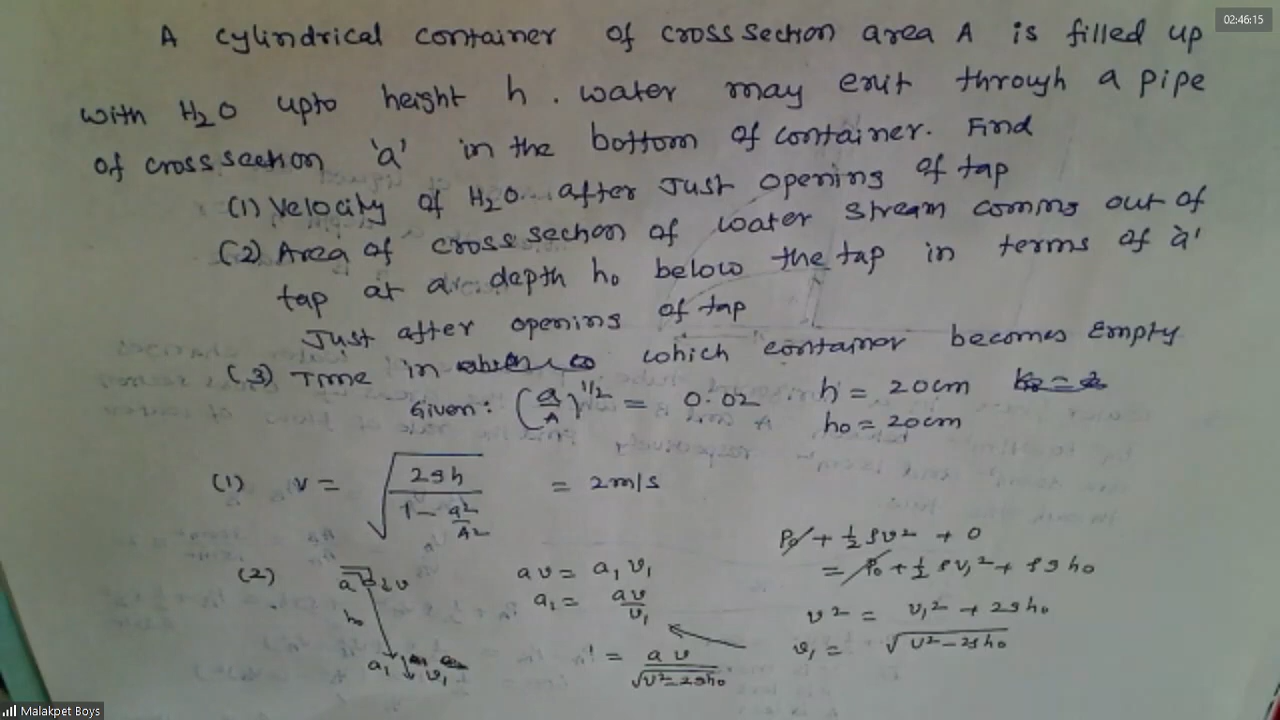 02:46:15
A cylindrical container of cross section area A is filled up
with H₂O upto height h. water may exit through a pipe
of cross section 'a' in the bottom of container. Find
(1) Velocity of H₂O... after Just opening of tap
(2) Area of cross section of water stream coming out of
tap at a depth h₀ below the tap in terms of 'a'
Just after opening of tap
(3) Time in which container becomes Empty
Given: (a/A)^1/2 = 0.02 h = 20cm
h₀ = 20cm
(1) v = √(2gh / (1 - a²/A²)) = 2m/s
P₀ + ½ρv² + 0
= P₀ + ½ρv₁² + ρgh₀
(2) a v
av = a₁v₁
a₁ = av/v₁
h₀
v² = v₁² + 2gh₀
v₁ = √(v² - 2gh₀)
a₁ v₁
= av/√(v² - 2gh₀)
Malakpet Boys